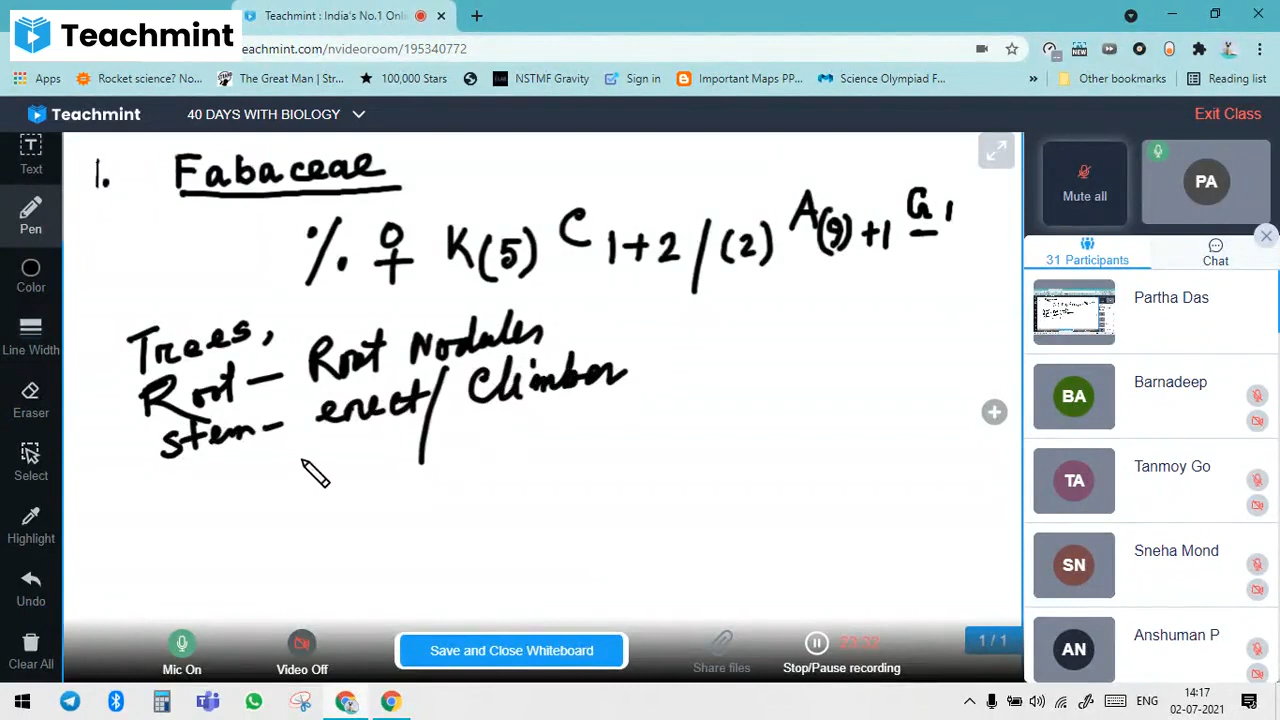 Teachmint
Teachmint : India's No.1 Onli
eachmint.com/nvideoroom/195340772
Apps
Rocket science? No...
The Great Man | Str...
100,000 Stars
NSTMF Gravity
Sign in
Important Maps PP...
Science Olympiad F...
»
Other bookmarks
Reading list
Teachmint
40 DAYS WITH BIOLOGY
Exit Class
Text
Pen
Color
Line Width
Eraser
Select
Highlight
Undo
Clear All
1. Fabaceae
% ⚥ K(5) C 1+2/(2) A(9)+1 G 1
Trees,
Root - Root Nodules
stem - erect/ Climber
Mute all
PA
31 Participants
Chat
Partha Das
BA
Barnadeep
TA
Tanmoy Go
SN
Sneha Mond
AN
Anshuman P
Mic On
Video Off
Save and Close Whiteboard
Share files
Stop/Pause recording
1 / 1
ENG
14:17
02-07-2021